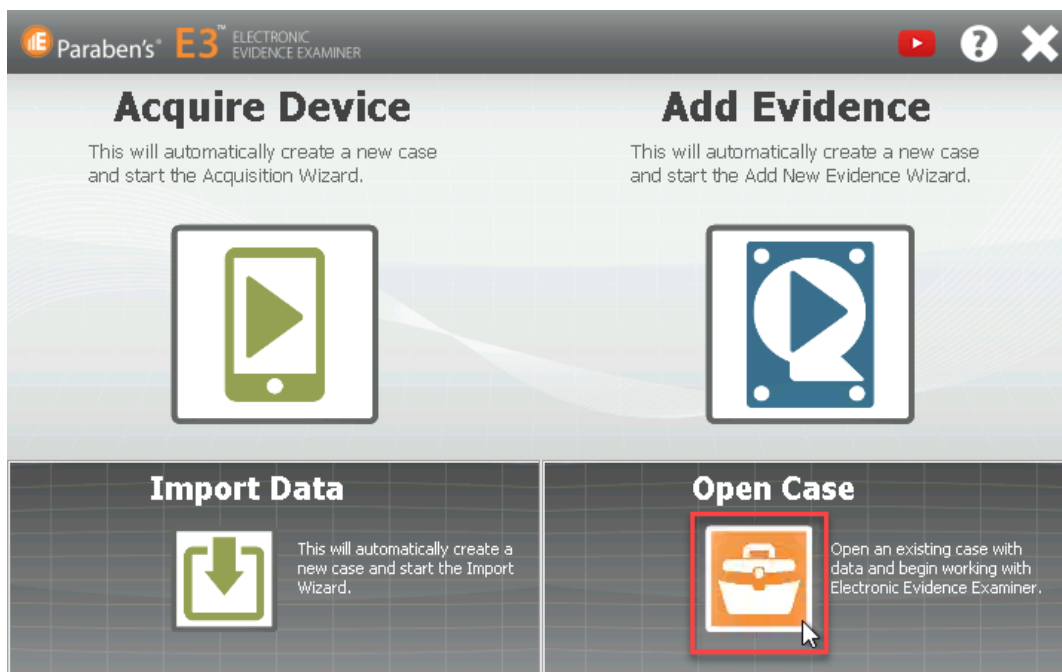 Paraben's® E3™ ELECTRONIC
EVIDENCE EXAMINER
Acquire Device
This will automatically create a new case
and start the Acquisition Wizard.
Add Evidence
This will automatically create a new case
and start the Add New Evidence Wizard.
Import Data
This will automatically create a
new case and start the Import
Wizard.
Open Case
Open an existing case with
data and begin working with
Electronic Evidence Examiner.